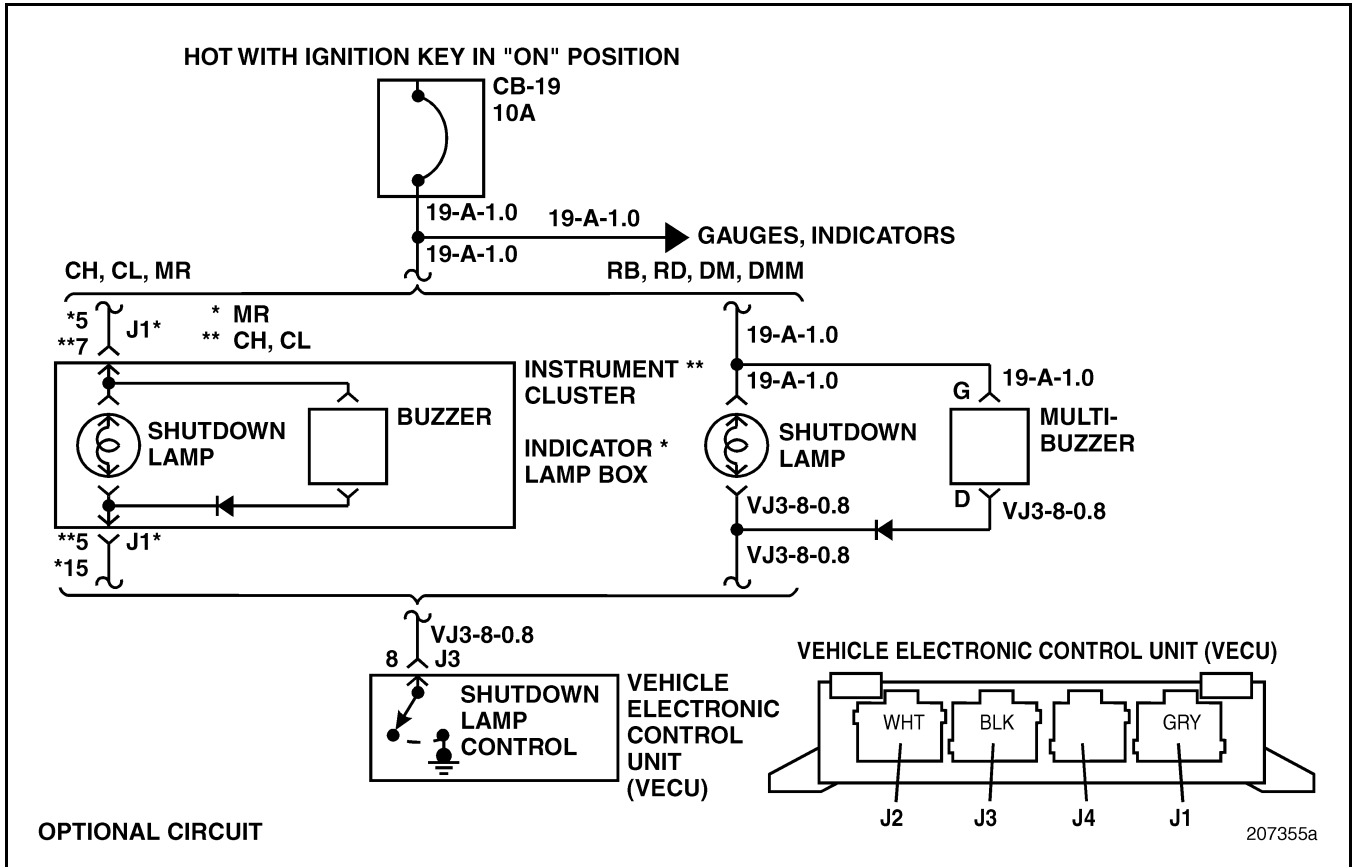 HOT WITH IGNITION KEY IN "ON" POSITION
CB-19
10A
19-A-1.0
19-A-1.0
GAUGES, INDICATORS
19-A-1.0
CH, CL, MR
RB, RD, DM, DMM
*5
**7
J1*
* MR
** CH, CL
19-A-1.0
INSTRUMENT **
CLUSTER
19-A-1.0
19-A-1.0
G
BUZZER
SHUTDOWN
LAMP
INDICATOR *
LAMP BOX
SHUTDOWN
LAMP
MULTI-
BUZZER
D
VJ3-8-0.8
VJ3-8-0.8
**5
J1*
*15
VJ3-8-0.8
VJ3-8-0.8
8
J3
SHUTDOWN
LAMP
CONTROL
VEHICLE
ELECTRONIC
CONTROL
UNIT
(VECU)
VEHICLE ELECTRONIC CONTROL UNIT (VECU)
WHT
BLK
GRY
J2
J3
J4
J1
OPTIONAL CIRCUIT
207355a